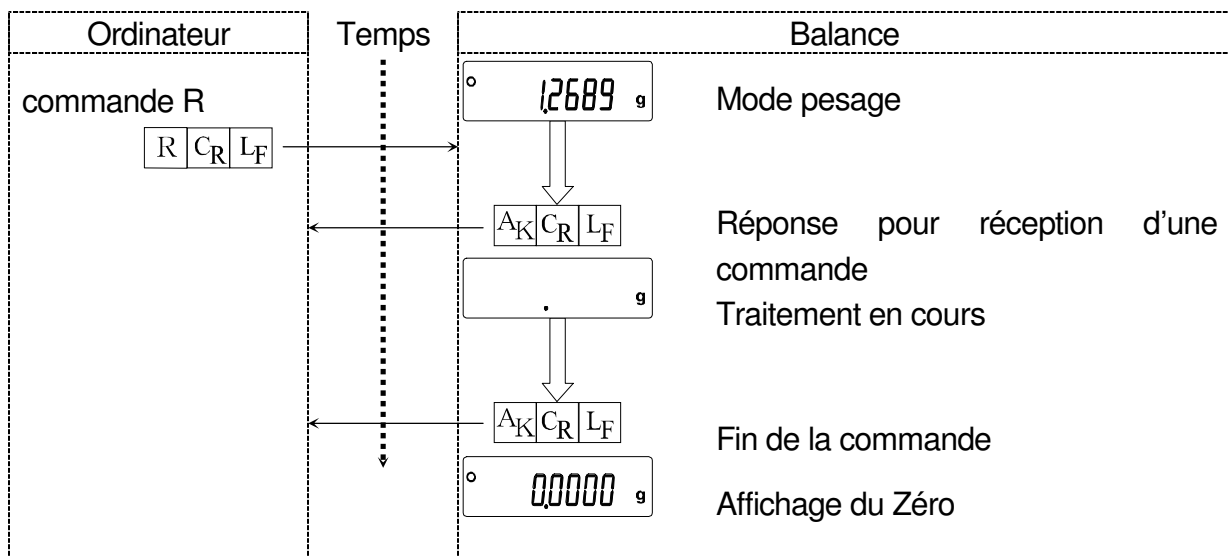 Ordinateur Temps Balance
1,2689 g
commande R
Mode pesage
R CR LF
AK CR LF
Réponse pour réception d'une
commande
. g
Traitement en cours
AK CR LF
Fin de la commande
0,0000 g
Affichage du Zéro